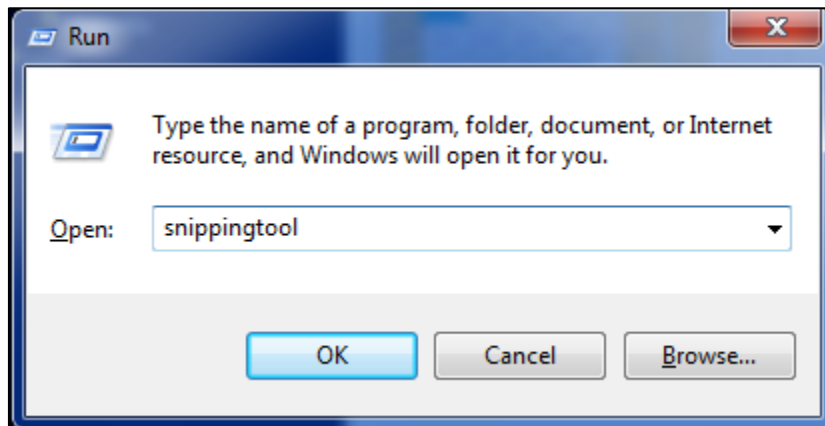 Run
Type the name of a program, folder, document, or Internet
resource, and Windows will open it for you.
Open: snippingtool
OK Cancel Browse...